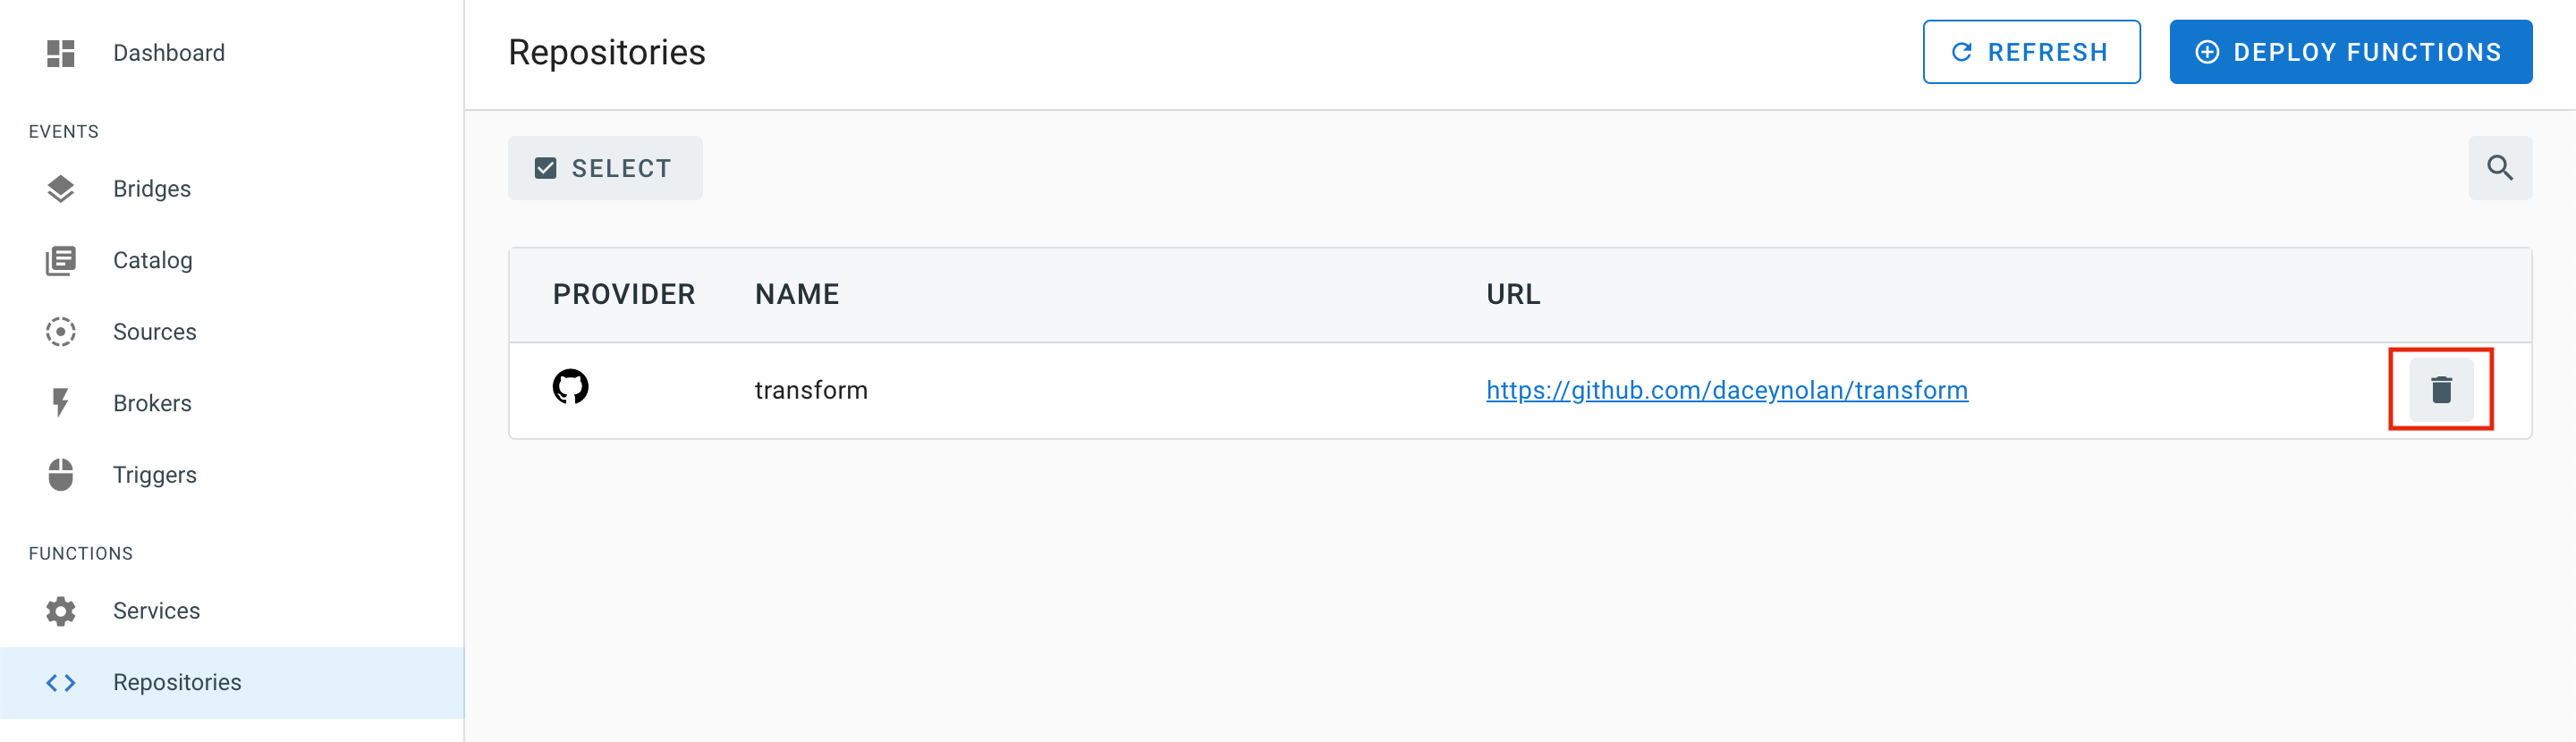 Dashboard
EVENTS
Bridges
Catalog
Sources
Brokers
Triggers
FUNCTIONS
Services
Repositories
Repositories
REFRESH
DEPLOY FUNCTIONS
SELECT
PROVIDER NAME URL
transform https://github.com/daceynolan/transform